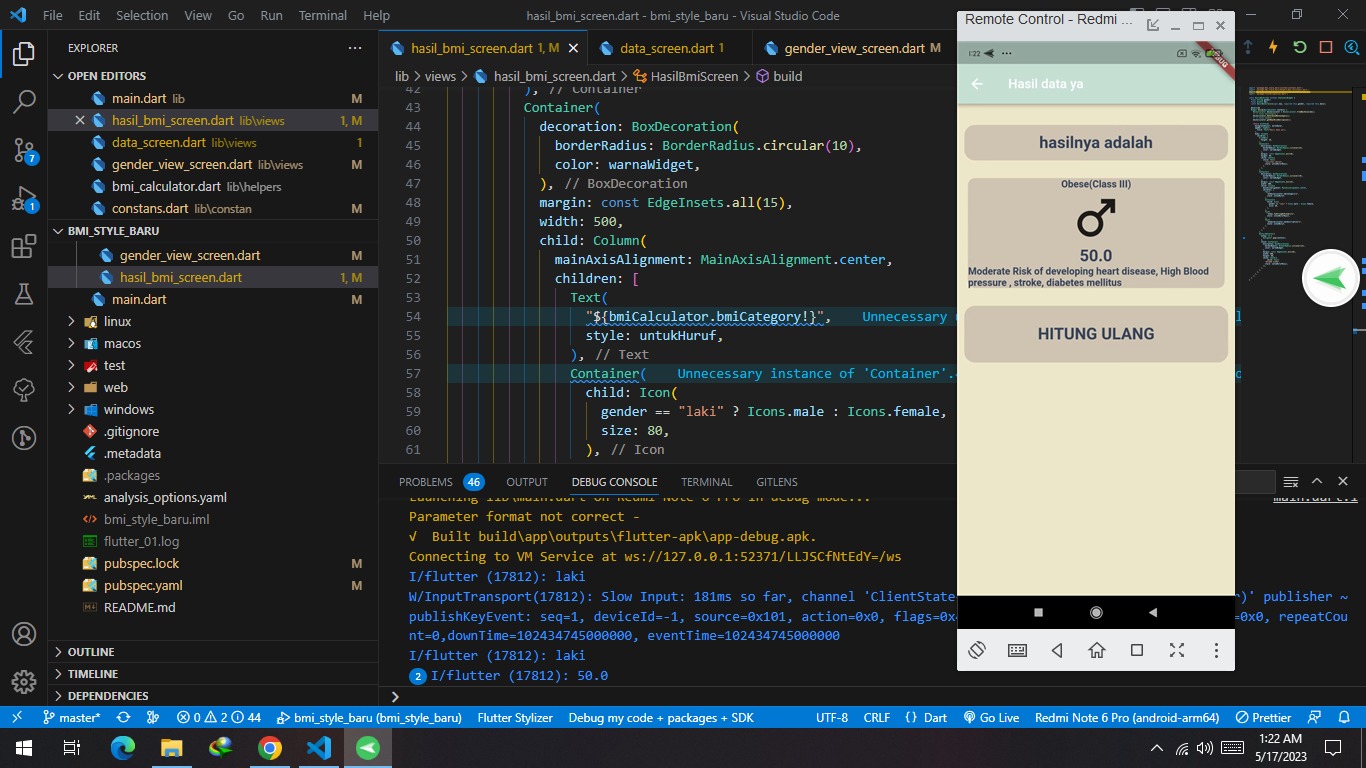 File Edit Selection View Go Run Terminal Help
hasil_bmi_screen.dart - bmi_style_baru - Visual Studio Code
EXPLORER
OPEN EDITORS
main.dart lib M
hasil_bmi_screen.dart lib\views 1, M
data_screen.dart lib\views 1
gender_view_screen.dart lib\views M
bmi_calculator.dart lib\helpers
constans.dart lib\constan M
BMI_STYLE_BARU
gender_view_screen.dart M
hasil_bmi_screen.dart 1, M
main.dart M
linux
macos
test
web
windows
.gitignore
.metadata
.packages
analysis_options.yaml
bmi_style_baru.iml
flutter_01.log
pubspec.lock M
pubspec.yaml M
README.md
OUTLINE
TIMELINE
DEPENDENCIES
7
1
hasil_bmi_screen.dart 1, M
data_screen.dart 1
gender_view_screen.dart M
lib > views > hasil_bmi_screen.dart > HasilBmiScreen > build
42 ), // Container
43 Container(
44 decoration: BoxDecoration(
45 borderRadius: BorderRadius.circular(10),
46 color: warnaWidget,
47 ), // BoxDecoration
48 margin: const EdgeInsets.all(15),
49 width: 500,
50 child: Column(
51 mainAxisAlignment: MainAxisAlignment.center,
52 children: [
53 Text(
54 "${bmiCalculator.bmiCategory!}", Unnecessary
55 style: untukHuruf,
56 ), // Text
57 Container( Unnecessary instance of 'Container'.
58 child: Icon(
59 gender == "laki" ? Icons.male : Icons.female,
60 size: 80,
61 ), // Icon
PROBLEMS 46 OUTPUT DEBUG CONSOLE TERMINAL GITLENS
Launching lib\main.dart on Redmi Note 6 Pro in debug mode...
main.dart:1
Parameter format not correct -
√ Built build\app\outputs\flutter-apk\app-debug.apk.
Connecting to VM Service at ws://127.0.0.1:52371/LLJSCfNtEdY=/ws
I/flutter (17812): laki
W/InputTransport(17812): Slow Input: 181ms so far, channel 'ClientState )' publisher ~
publishKeyEvent: seq=1, deviceId=-1, source=0x101, action=0x0, =0x0, repeatCou
nt=0,downTime=102434745000000, eventTime=102434745000000
I/flutter (17812): laki
2 I/flutter (17812): 50.0
Remote Control - Redmi ...
1:22
DEBUG
Hasil data ya
hasilnya adalah
Obese(Class III)
50.0
Moderate Risk of developing heart disease, High Blood
pressure , stroke, diabetes mellitus
HITUNG ULANG
master* 0 2 44 bmi_style_baru (bmi_style_baru) Flutter Stylizer Debug my code + packages + SDK UTF-8 CRLF {} Dart Go Live Redmi Note 6 Pro (android-arm64) Prettier
1:22 AM
5/17/2023